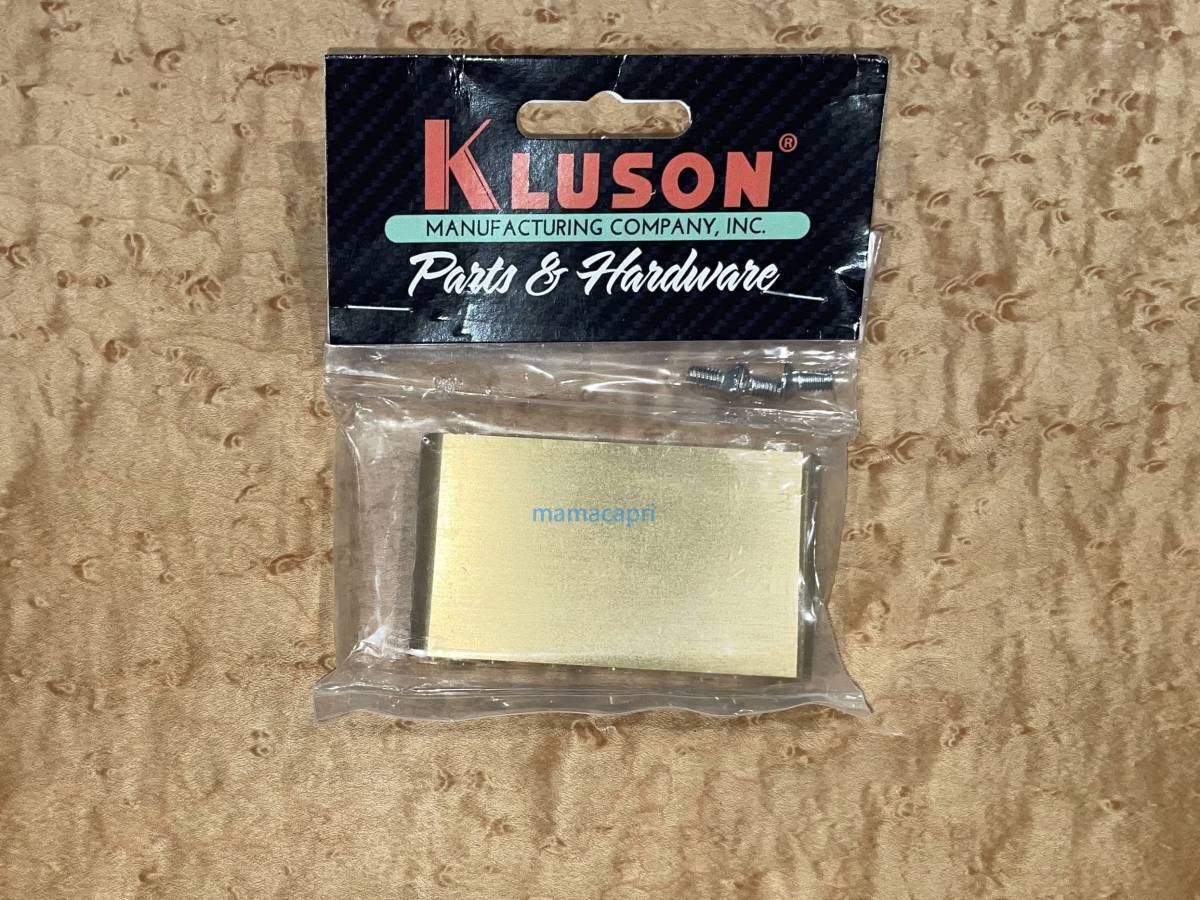 KLUSON®
MANUFACTURING COMPANY, INC.
Parts & Hardware
mamacapri